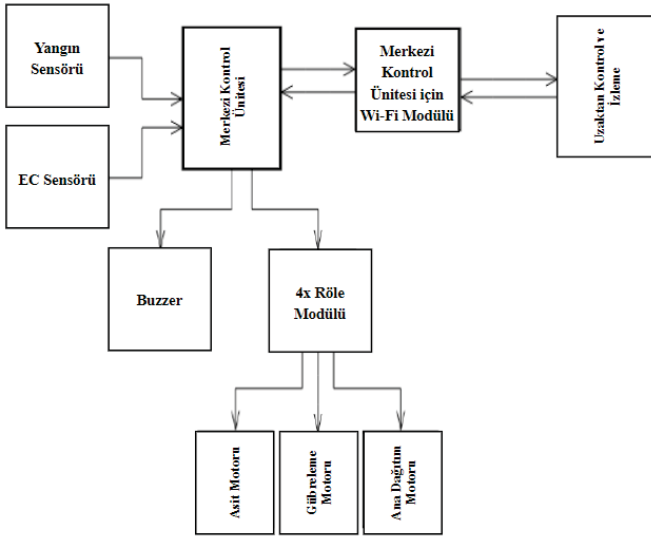 Yangın
Sensörü
EC Sensörü
Merkezi Kontrol
Ünitesi
Merkezi
Kontrol
Ünitesi için
Wi-Fi Modülü
Uzaktan Kontrol ve
İzleme
Buzzer
4x Röle
Modülü
Asit Motoru
Gübreleme
Motoru
Ana Dağıtım
Motoru